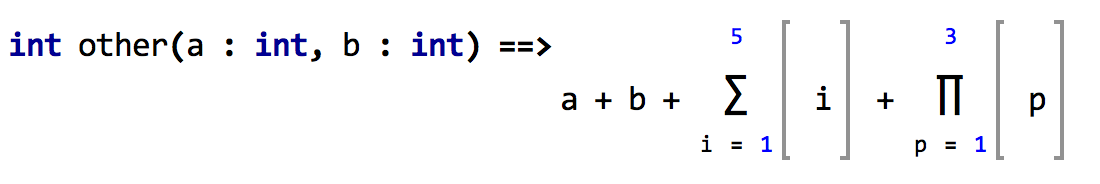 int other(a : int, b : int) ==>
5 3
a + b + ∑ [ i ] + ∏ [ p ]
i = 1 p = 1